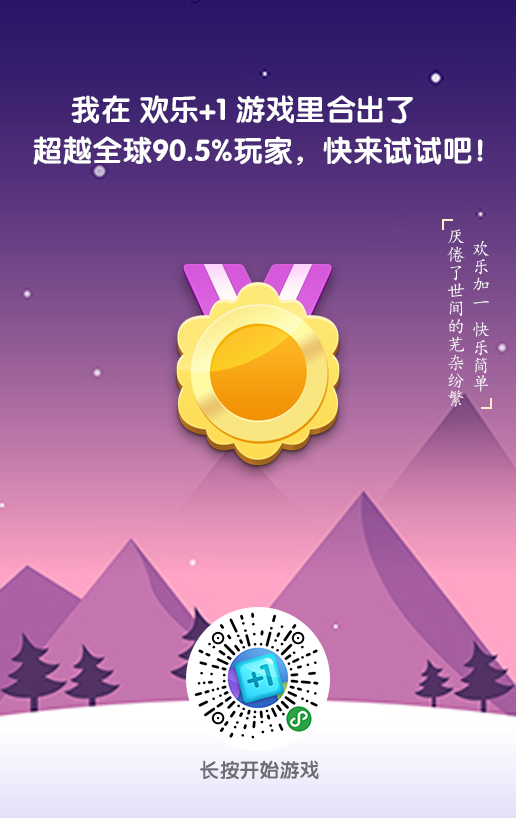 我在 欢乐+1 游戏里合出了
超越全球90.5%玩家，快来试试吧！
欢乐加一 快乐简单
厌倦了世间的芜杂纷繁
+1
长按开始游戏